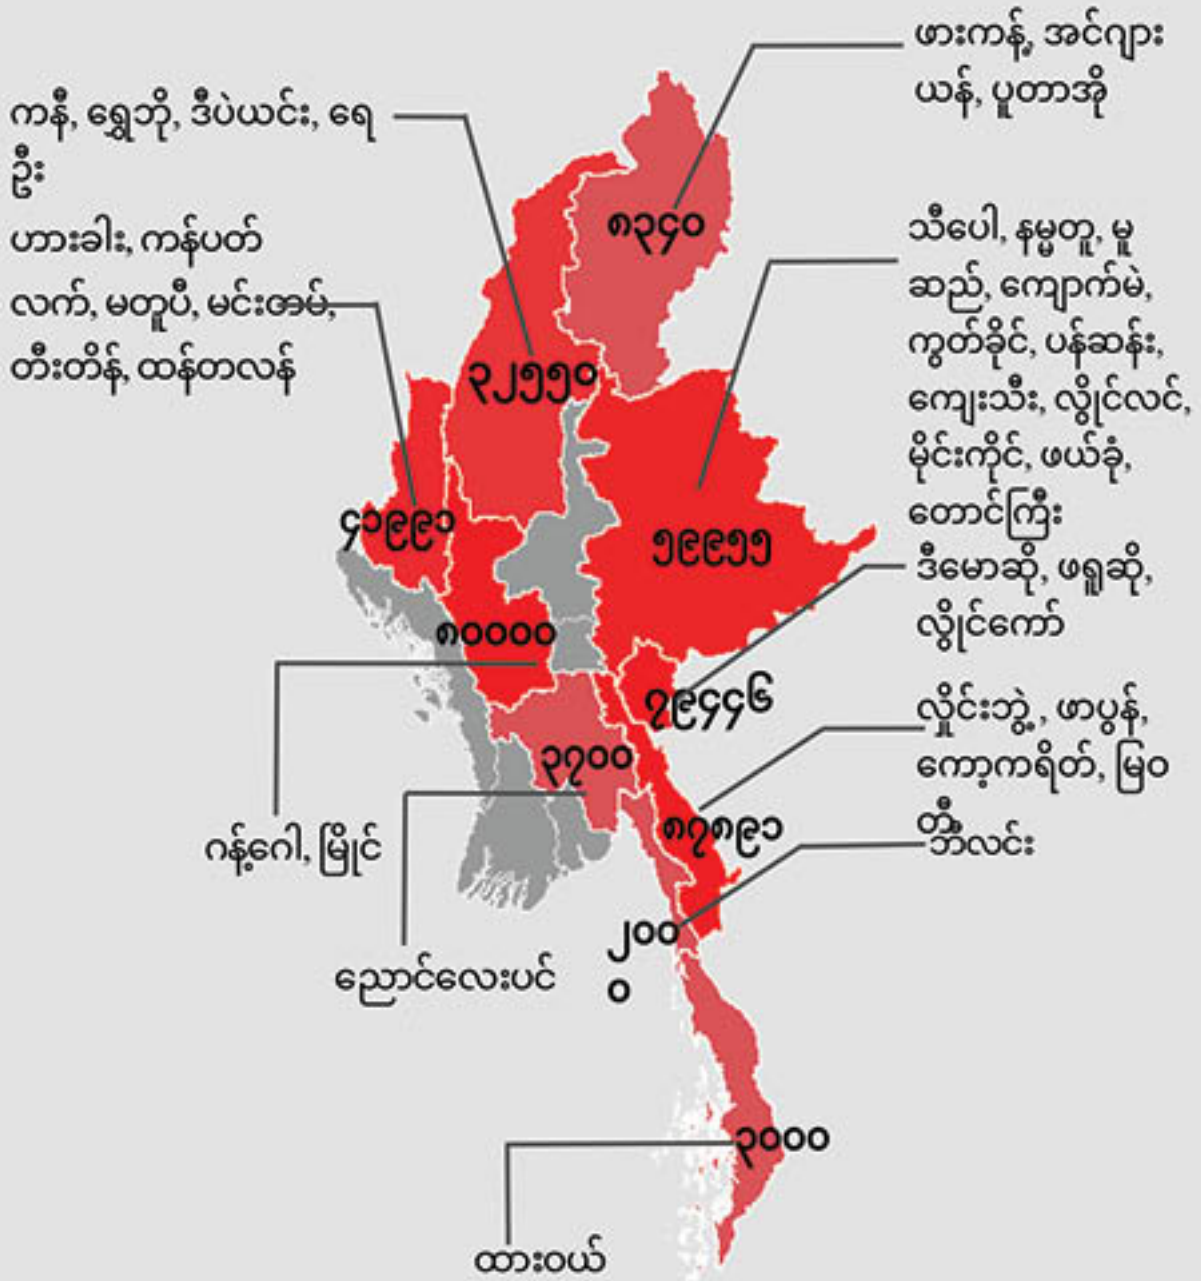 ဖားကန့်, အင်ဂျား
ယန်, ပူတာအို
ကနီ, ရွှေဘို, ဒီပဲယင်း, ရေ
ဦး
ဟားခါး, ကန်ပတ်
လက်, မတူပီ, မင်းအမ်,
တီးတိန်, ထန်တလန်
သီပေါ, နမ္မတူ, မူ
ဆည်, ကျောက်မဲ,
ကွတ်ခိုင်, ပန်ဆန်း,
ကျေးသီး, လွိုင်လင်,
မိုင်းကိုင်, ဖယ်ခုံ,
တောင်ကြီး
ဒီမောဆို, ဖရူဆို,
လွိုင်ကော်
လှိုင်းဘွဲ့, ဖာပွန်,
ကော့ကရိတ်, မြဝ
တီ
ဘီလင်း
၈၃၄၀
၃၂၅၅၀
၄၁၉၉၁
၅၉၉၅၅
၈၀၀၀၀
၇၉၄၄၆
၃၇၀၀
၈၇၈၉၁
ဂန့်ဂေါ, မြိုင်
၂၀၀
၀
ညောင်လေးပင်
၃၀၀၀
ထားဝယ်